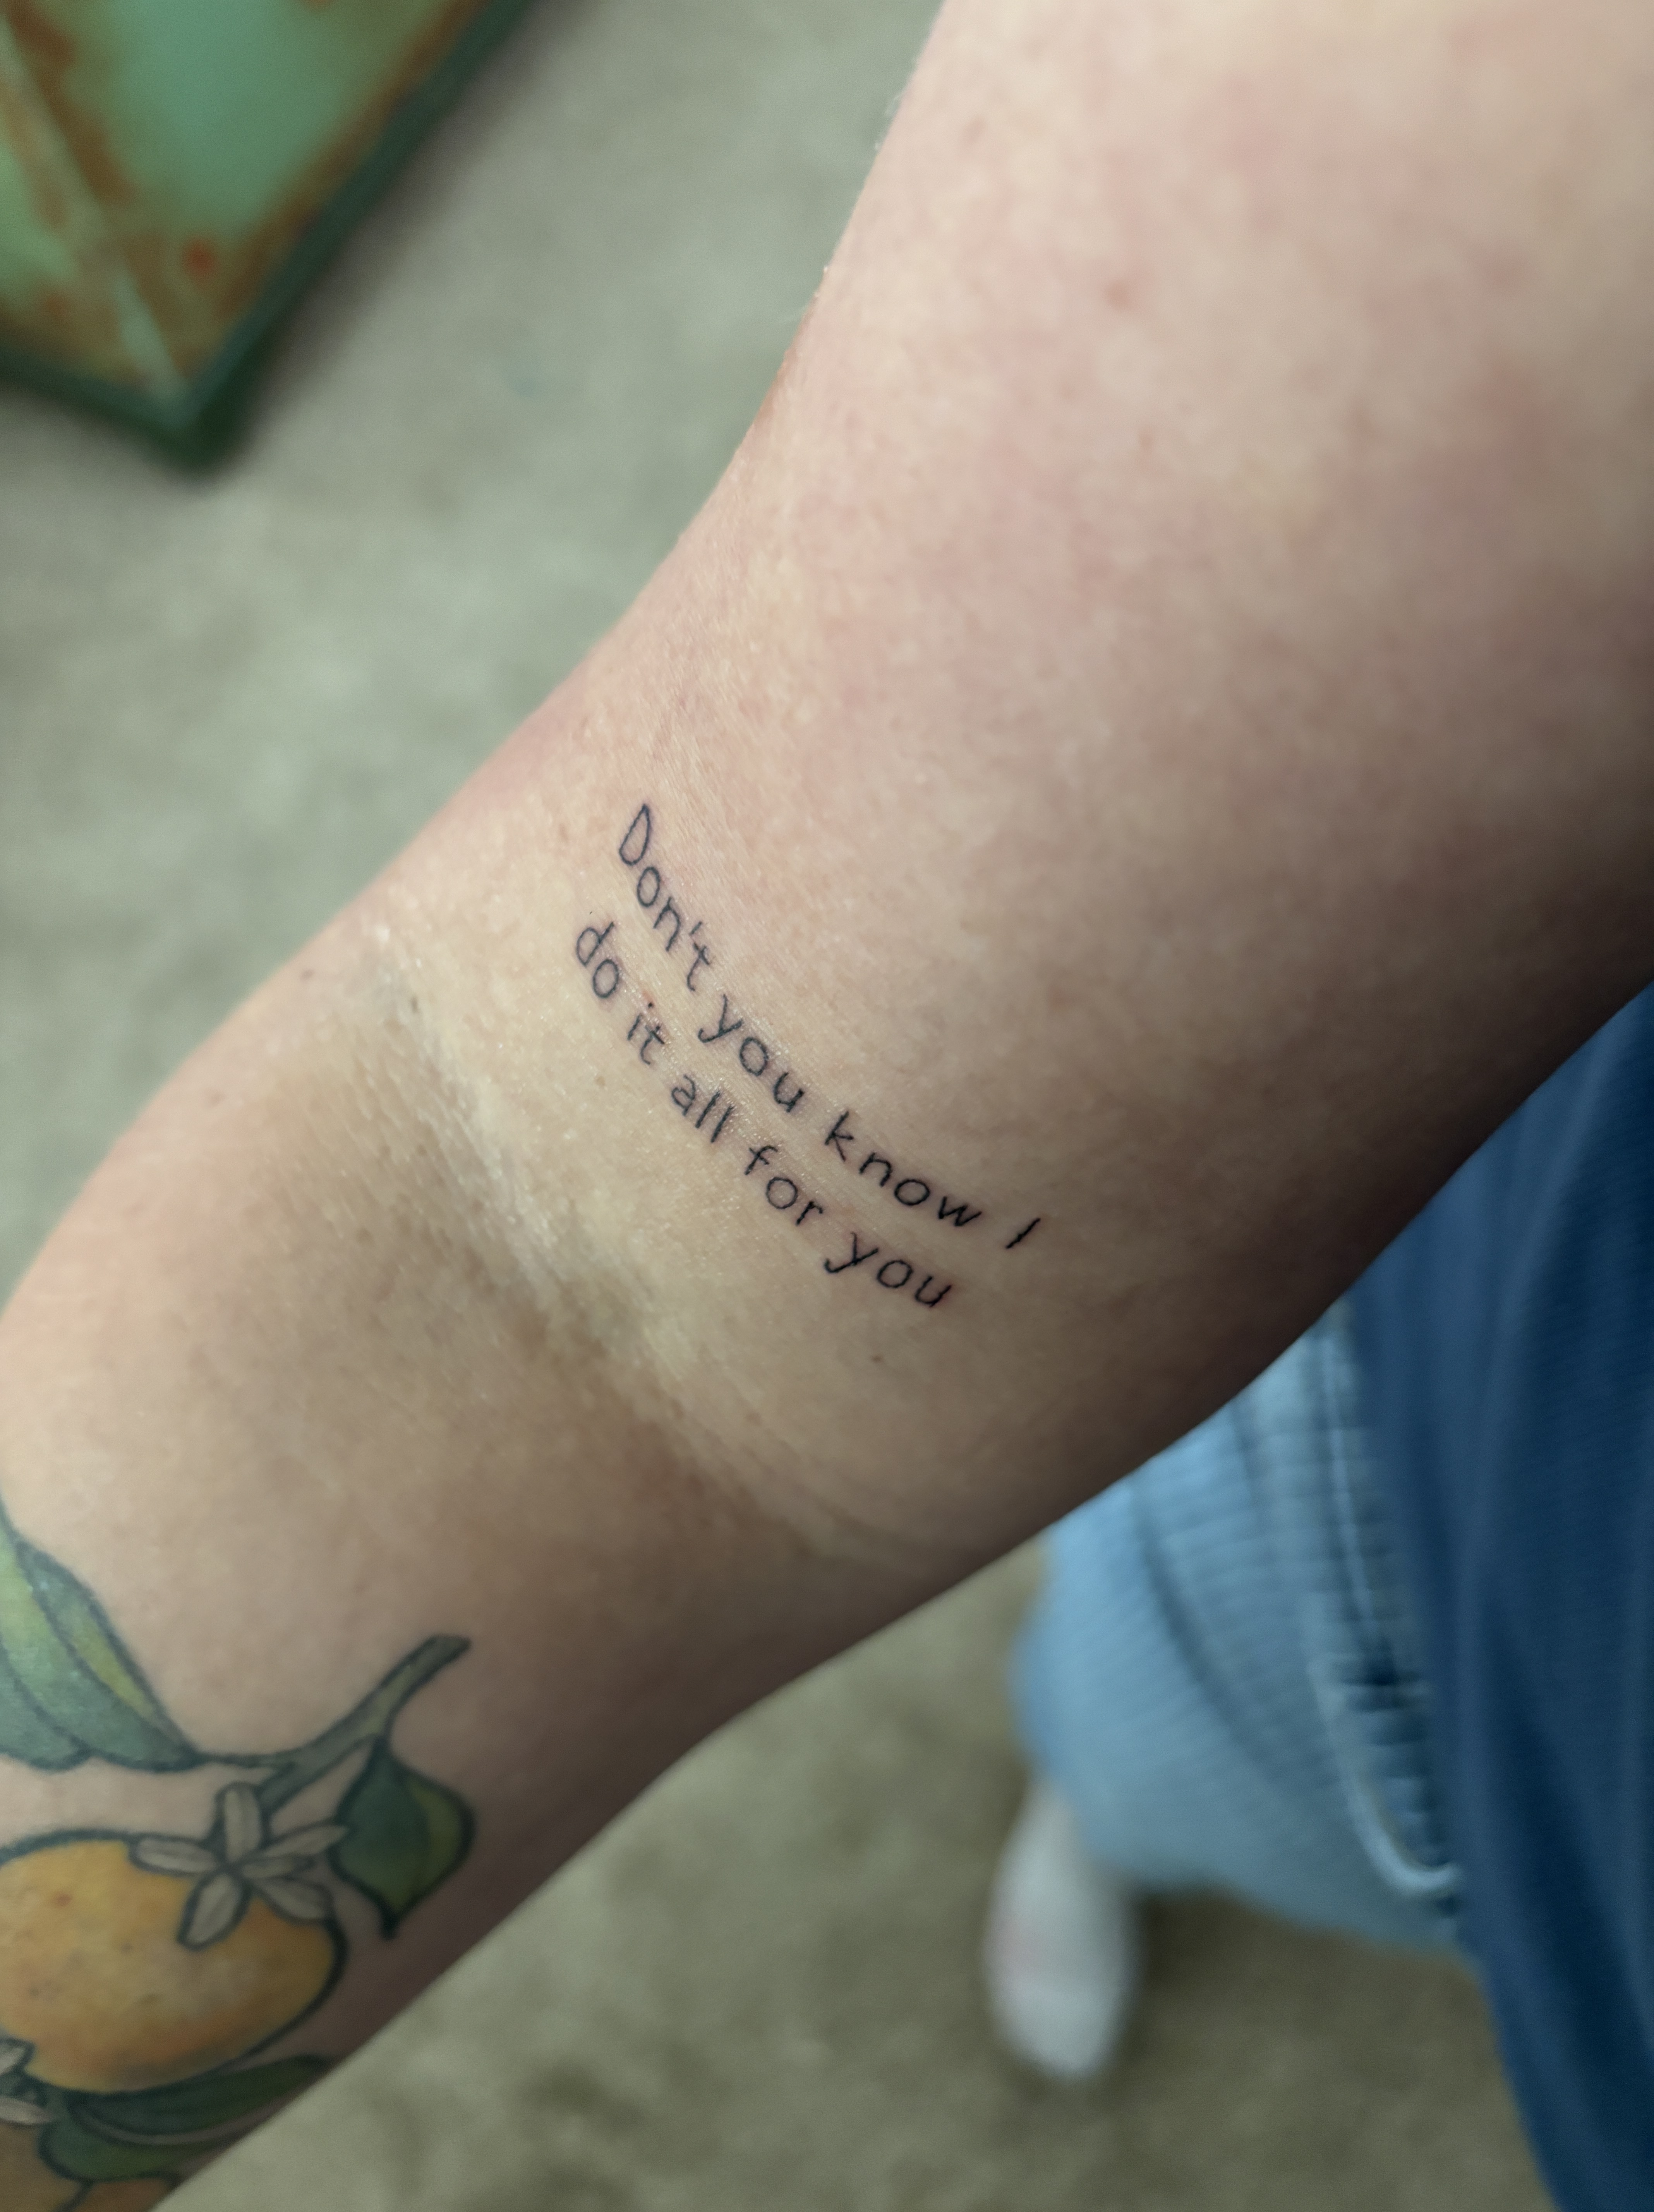 Don't you know I
do it all for you